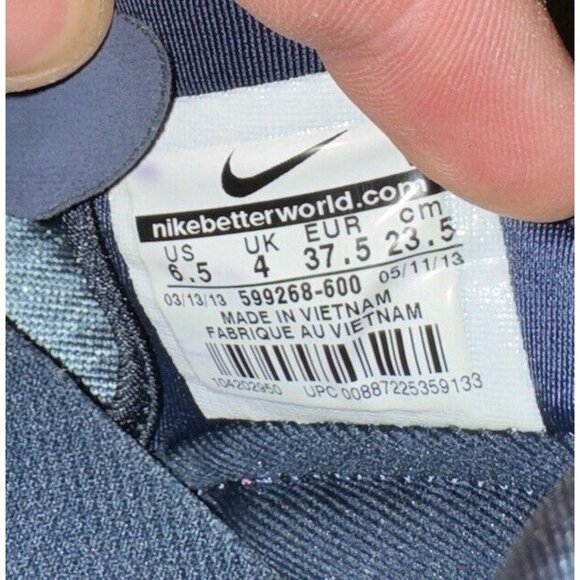 nikebetterworld.com
US UK EUR cm
6.5 4 37.5 23.5
03/13/13 599268-600 05/11/13
MADE IN VIETNAM
FABRIQUE AU VIETNAM
104202950 UPC 00887225359133